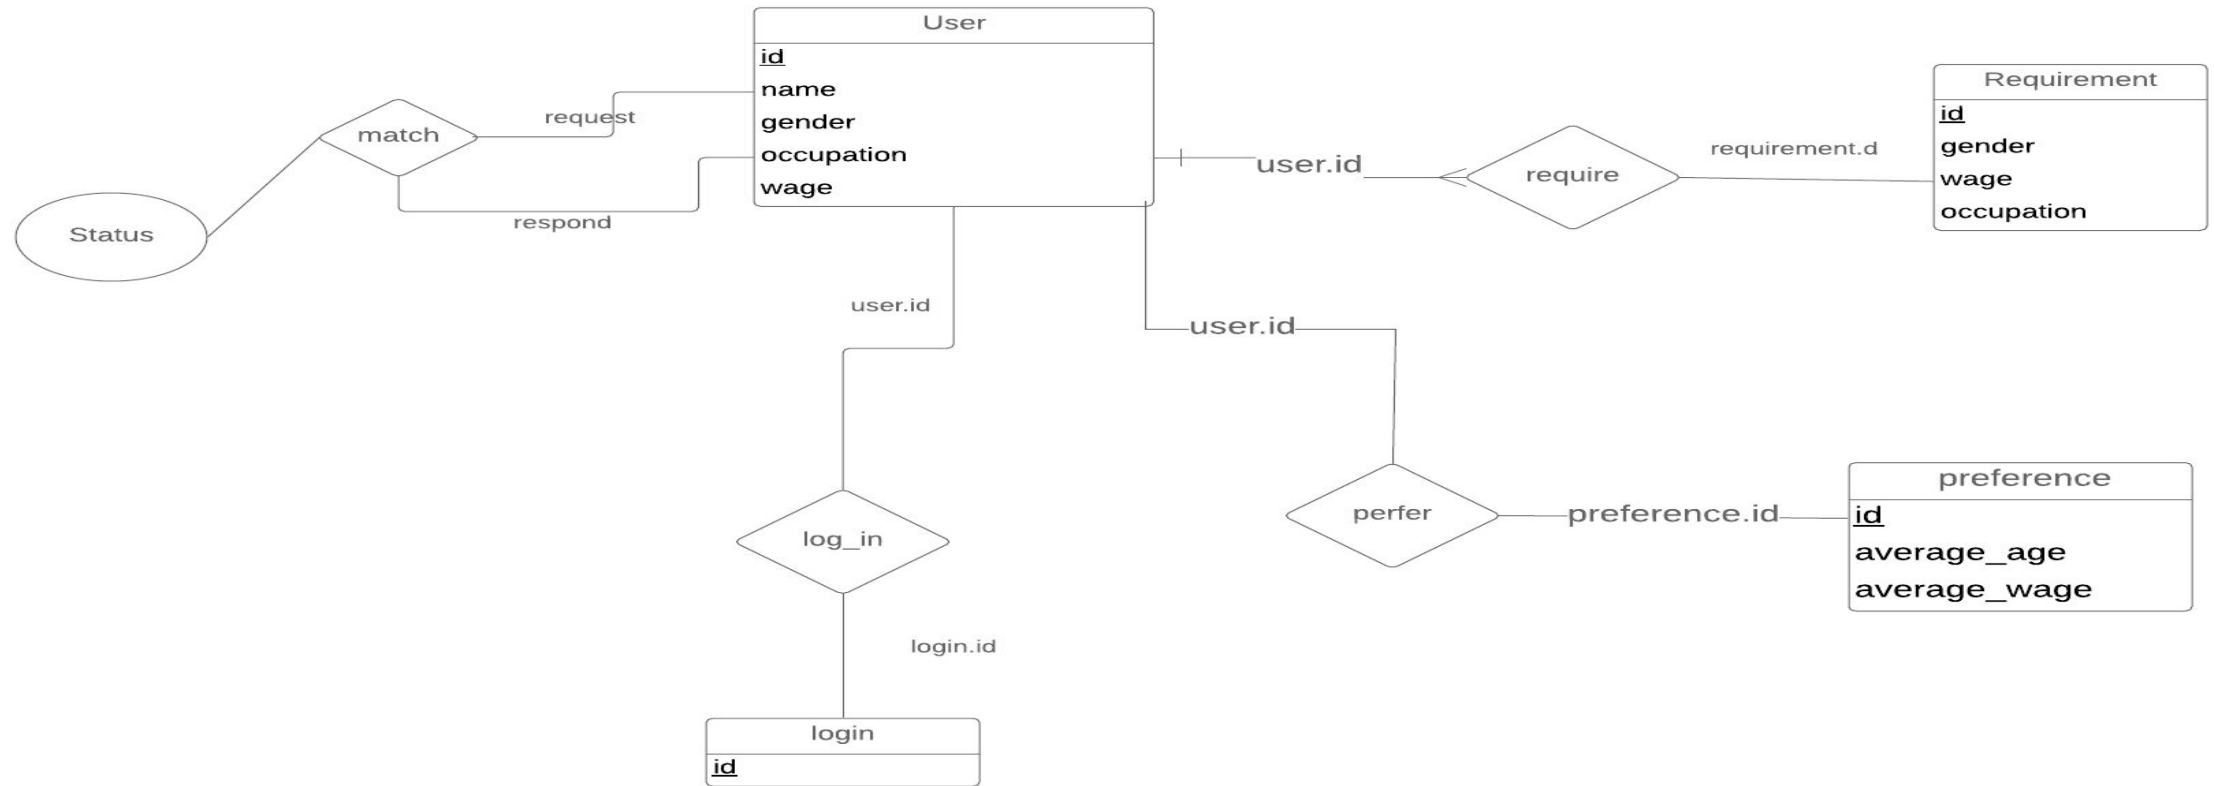 User
id
name
gender
occupation
wage
Requirement
id
gender
wage
occupation
match
request
respond
Status
user.id
require
requirement.d
user.id
user.id
log_in
perfer
preference.id
preference
id
average_age
average_wage
login.id
login
id